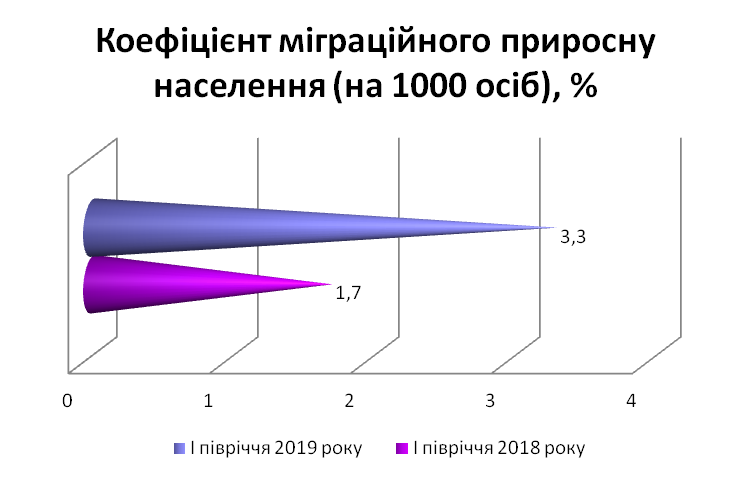 Коефіцієнт міграційного приросну
населення (на 1000 осіб), %
3,3
1,7
0 1 2 3 4
І півріччя 2019 року І півріччя 2018 року